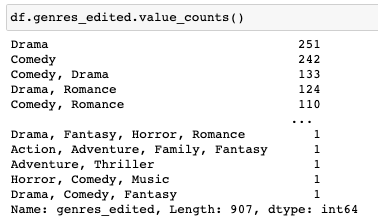 df.genres_edited.value_counts()
Drama 251
Comedy 242
Comedy, Drama 133
Drama, Romance 124
Comedy, Romance 110
...
Drama, Fantasy, Horror, Romance 1
Action, Adventure, Family, Fantasy 1
Adventure, Thriller 1
Horror, Comedy, Music 1
Drama, Comedy, Fantasy 1
Name: genres_edited, Length: 907, dtype: int64